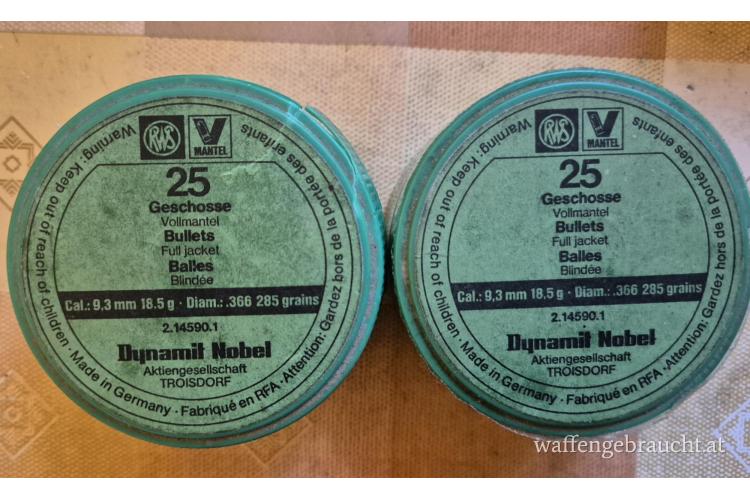 RWS V MANTEL
25
Geschosse
Vollmantel
Bullets
Full jacket
Balles
Blindée
Cal.: 9,3 mm 18.5 g · Diam.: .366 285 grains
2.14590.1
Dynamit Nobel
Aktiengesellschaft
TROISDORF
Warning: Keep out of reach of children · Made in Germany · Fabriqué en RFA · Attention: Gardez hors de la portée des enfants
RWS V MANTEL
25
Geschosse
Vollmantel
Bullets
Full jacket
Balles
Blindée
Cal.: 9,3 mm 18.5 g · Diam.: .366 285 grains
2.14590.1
Dynamit Nobel
Aktiengesellschaft
TROISDORF
Warning: Keep out of reach of children · Made in Germany · Fabriqué en RFA · Attention: Gardez hors de la portée des enfants
waffengebraucht.at